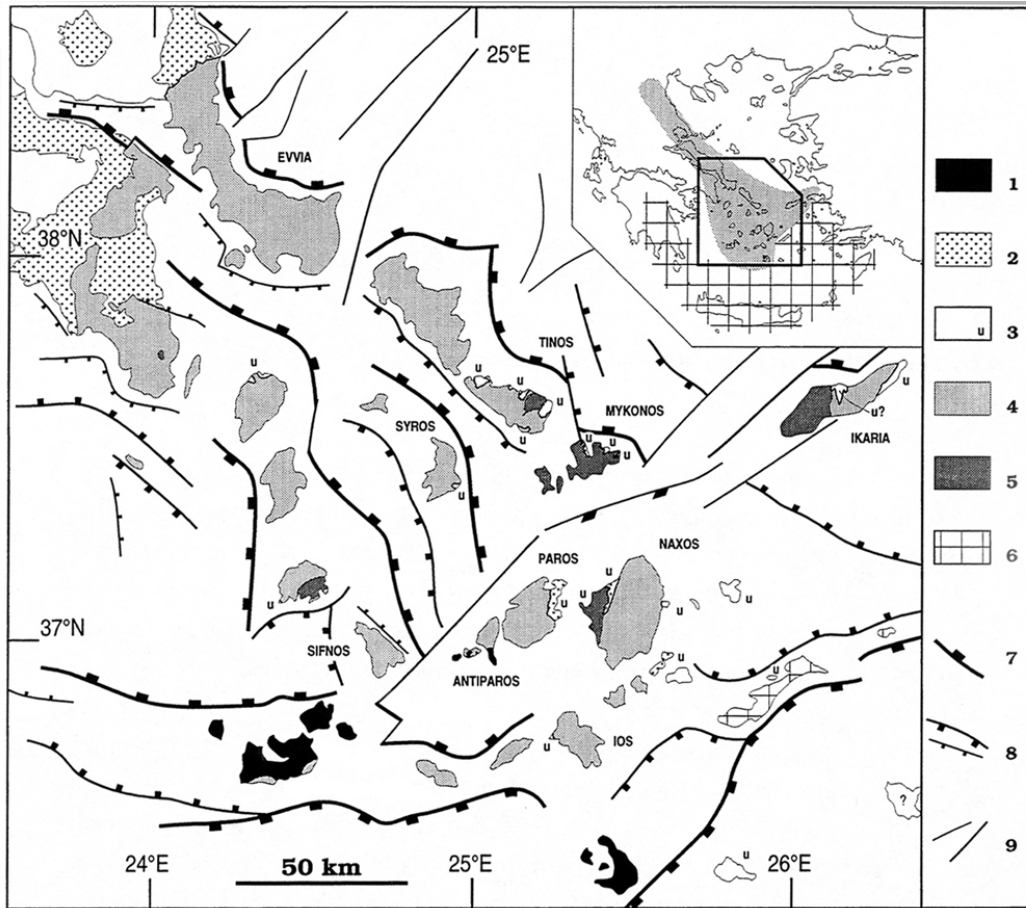 25°E
EVVIA
1
38°N
2
u
3
TINOS
u
u
u
u
MYKONOS
u
4
SYROS
u?
u
u
IKARIA
u
u
u
5
NAXOS
PAROS
u
u
u
u
6
u
37°N
SIFNOS
u
u
7
ANTIPAROS
u
IOS
8
?
24°E
25°E
26°E
u
9
50 km